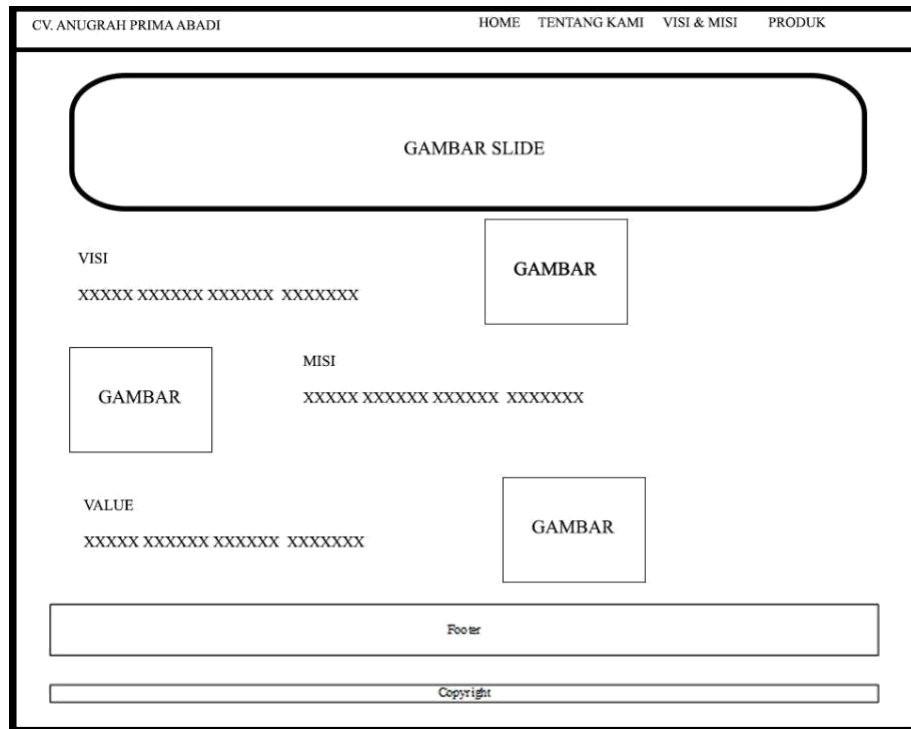 CV. ANUGRAH PRIMA ABADI
HOME TENTANG KAMI VISI & MISI PRODUK
GAMBAR SLIDE
VISI
XXXXX XXXXXX XXXXXX XXXXXXX
GAMBAR
GAMBAR
MISI
XXXXX XXXXXX XXXXXX XXXXXXX
VALUE
XXXXX XXXXXX XXXXXX XXXXXXX
GAMBAR
Footer
Copyright